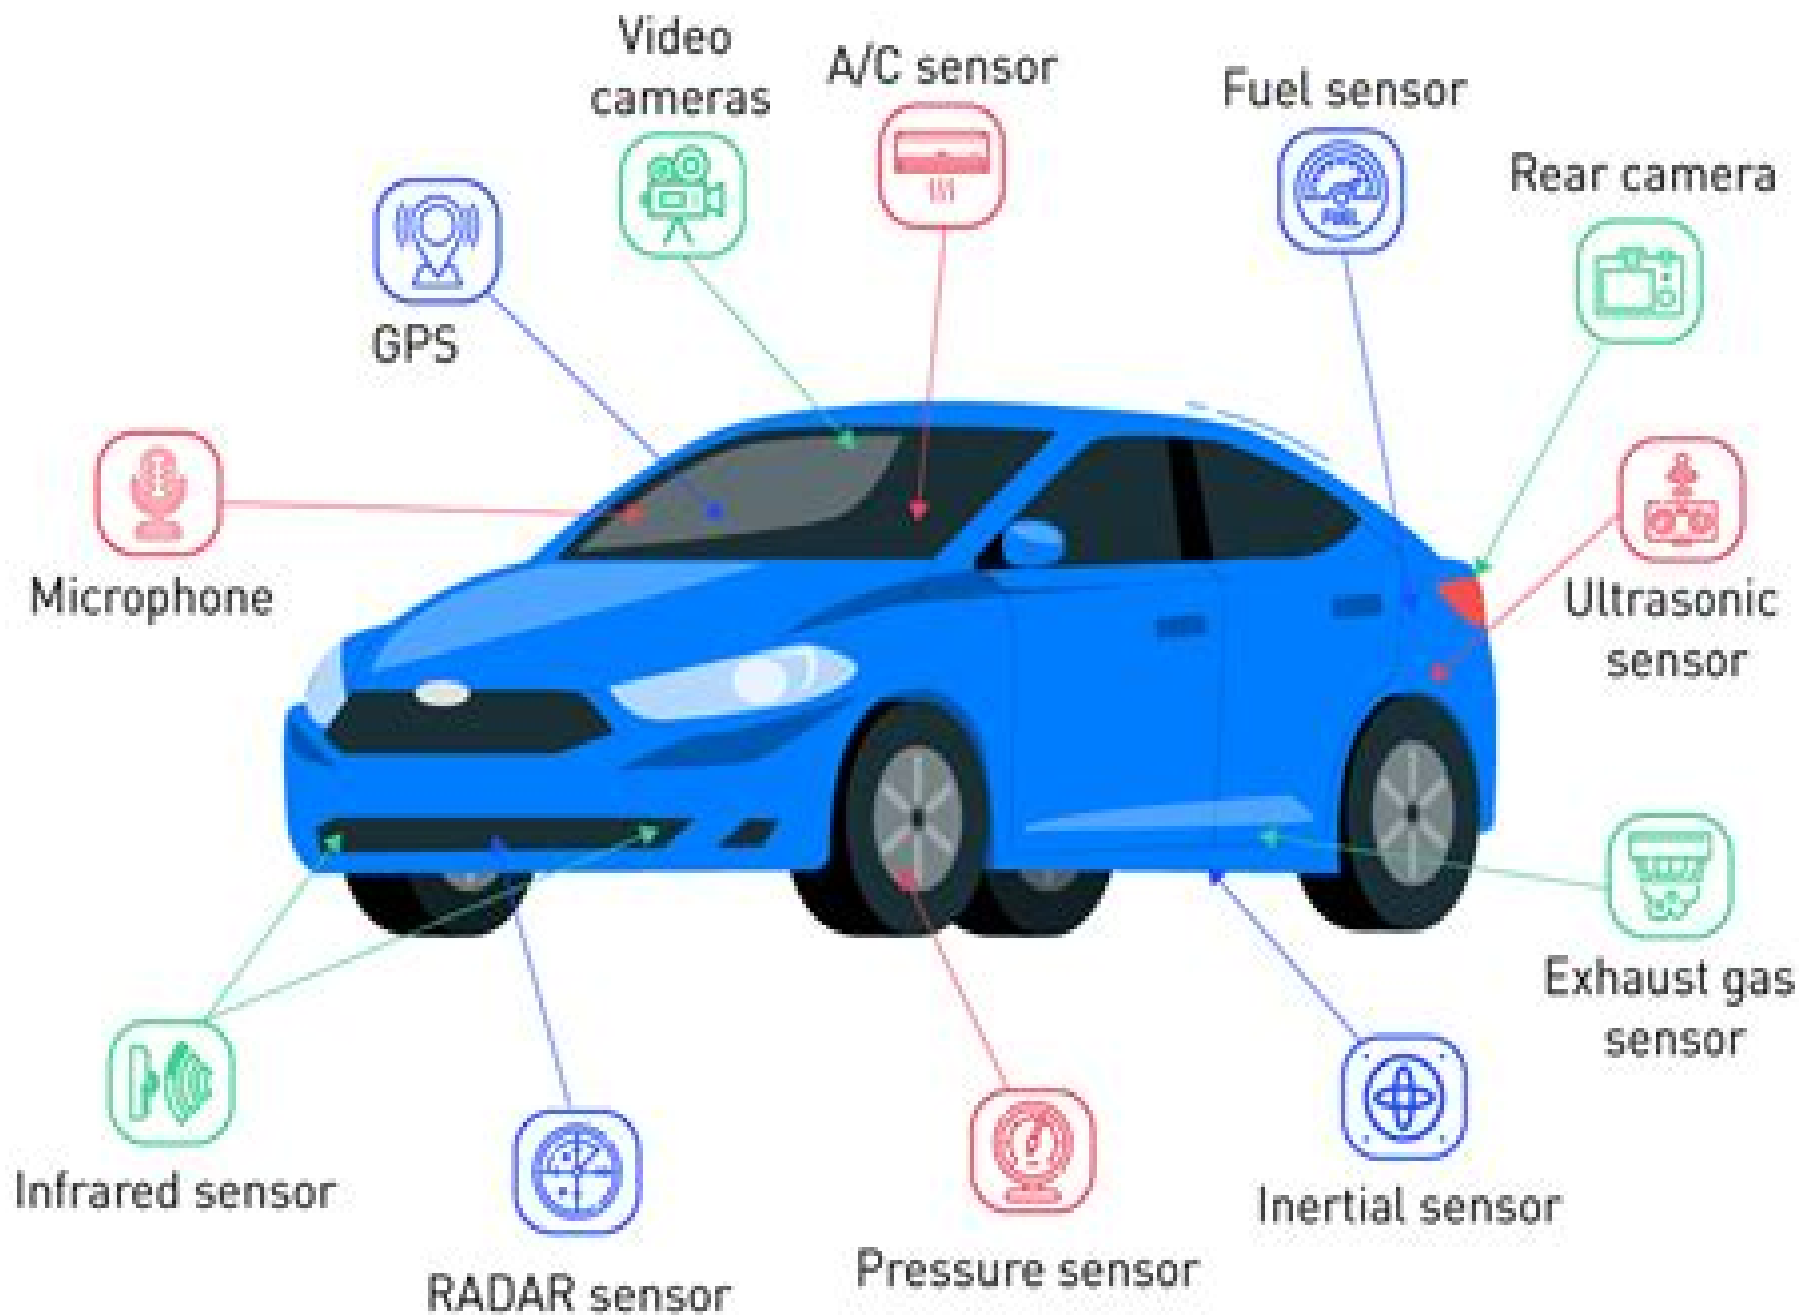 Video
cameras
A/C sensor
Fuel sensor
FUEL
Rear camera
GPS
Microphone
Ultrasonic
sensor
Exhaust gas
sensor
Infrared sensor
Inertial sensor
Pressure sensor
RADAR sensor